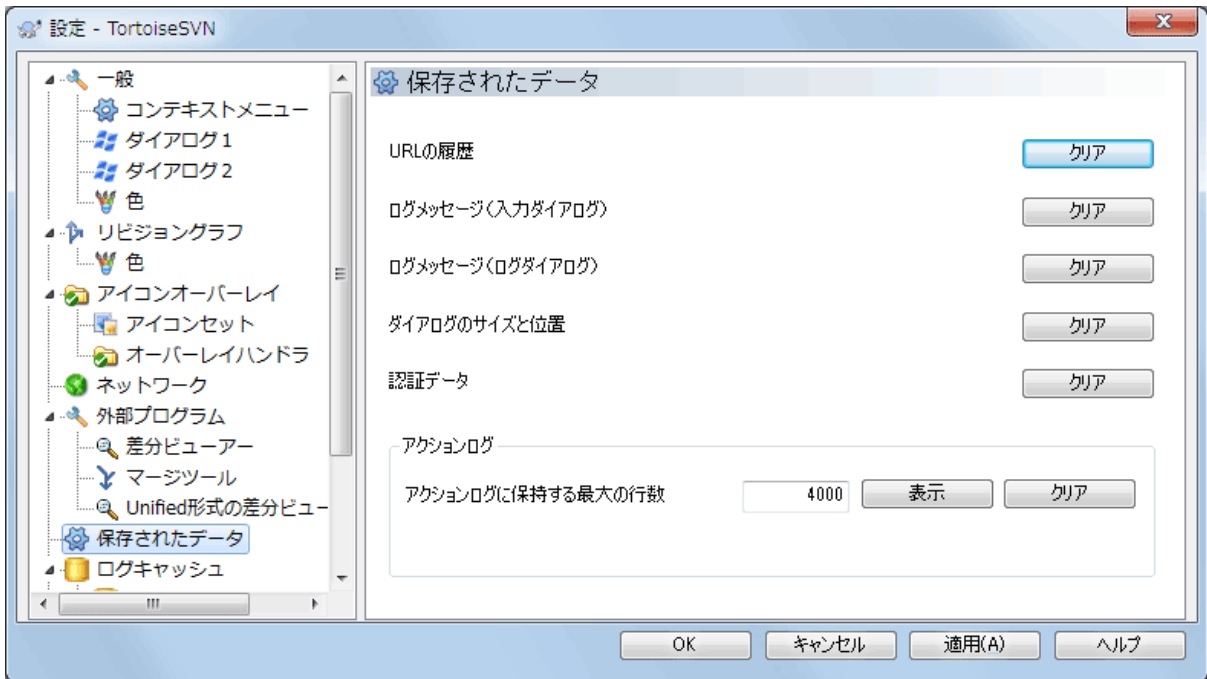 設定 - TortoiseSVN
一般
コンテキストメニュー
ダイアログ1
ダイアログ2
色
リビジョングラフ
色
アイコンオーバーレイ
アイコンセット
オーバーレイハンドラ
ネットワーク
外部プログラム
差分ビューアー
マージツール
Unified形式の差分ビュー
保存されたデータ
ログキャッシュ
保存されたデータ
URLの履歴 クリア
ログメッセージ(入力ダイアログ) クリア
ログメッセージ(ログダイアログ) クリア
ダイアログのサイズと位置 クリア
認証データ クリア
アクションログ
アクションログに保持する最大の行数 4000 表示 クリア
OK キャンセル 適用(A) ヘルプ